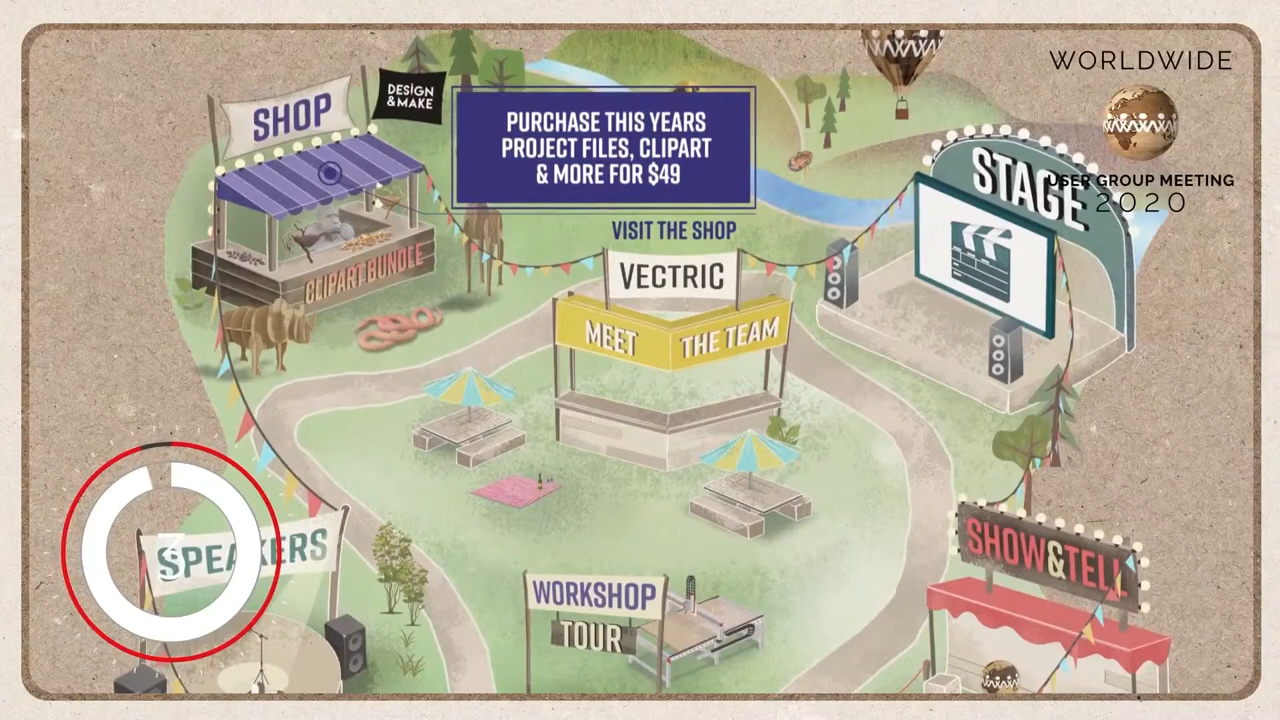 WORLDWIDE
USER GROUP MEETING
2020
SHOP
DESIGN
&MAKE
PURCHASE THIS YEARS
PROJECT FILES, CLIPART
& MORE FOR $49
VISIT THE SHOP
STAGE
CLIPART BUNDLE
VECTRIC
MEET THE TEAM
SPEAKERS
SHOW&TELL
WORKSHOP
TOUR